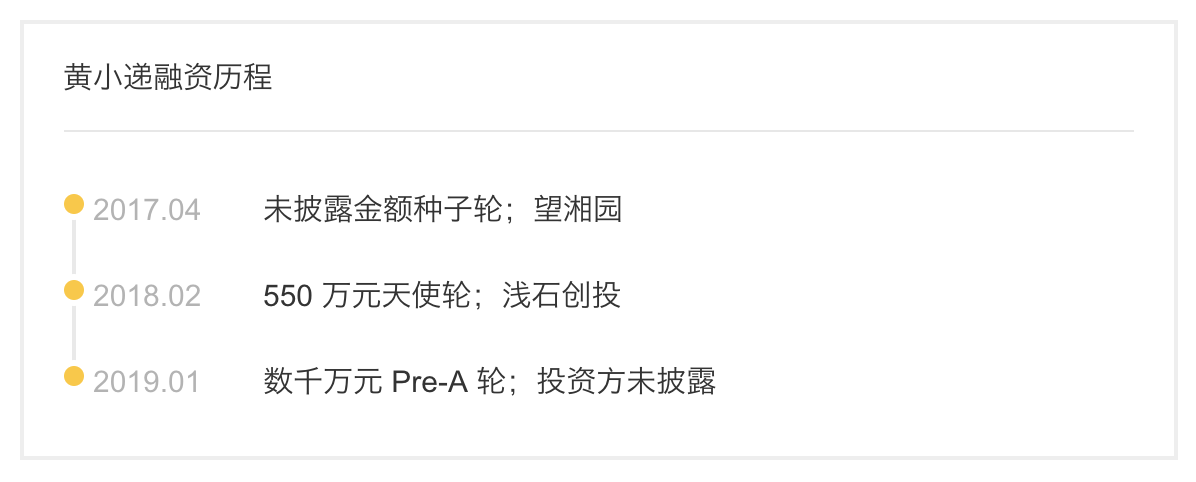 黄小递融资历程
2017.04 未披露金额种子轮；望湘园
2018.02 550 万元天使轮；浅石创投
2019.01 数千万元 Pre-A 轮；投资方未披露